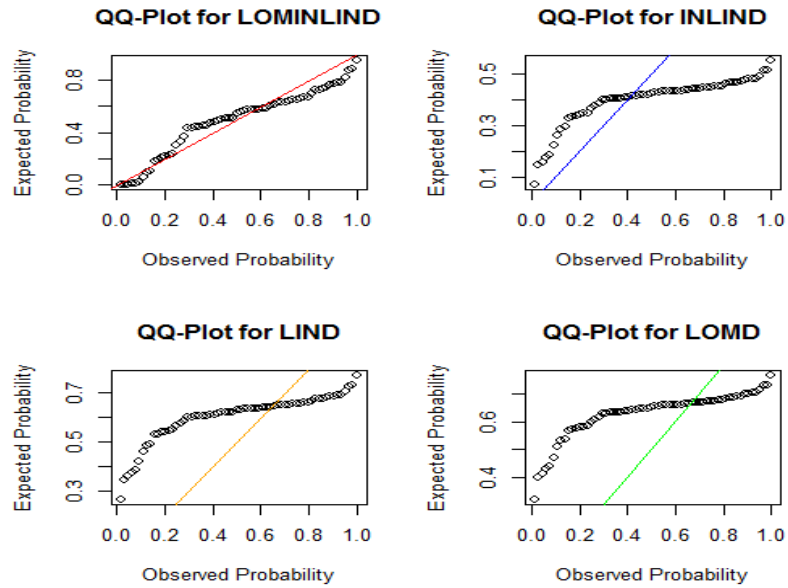 QQ-Plot for LOMINLIND
Expected Probability
0.0 0.4 0.8
0.0 0.2 0.4 0.6 0.8 1.0
Observed Probability
QQ-Plot for INLIND
Expected Probability
0.1 0.3 0.5
0.0 0.2 0.4 0.6 0.8 1.0
Observed Probability
QQ-Plot for LIND
Expected Probability
0.3 0.5 0.7
0.0 0.2 0.4 0.6 0.8 1.0
Observed Probability
QQ-Plot for LOMD
Expected Probability
0.4 0.6
0.0 0.2 0.4 0.6 0.8 1.0
Observed Probability